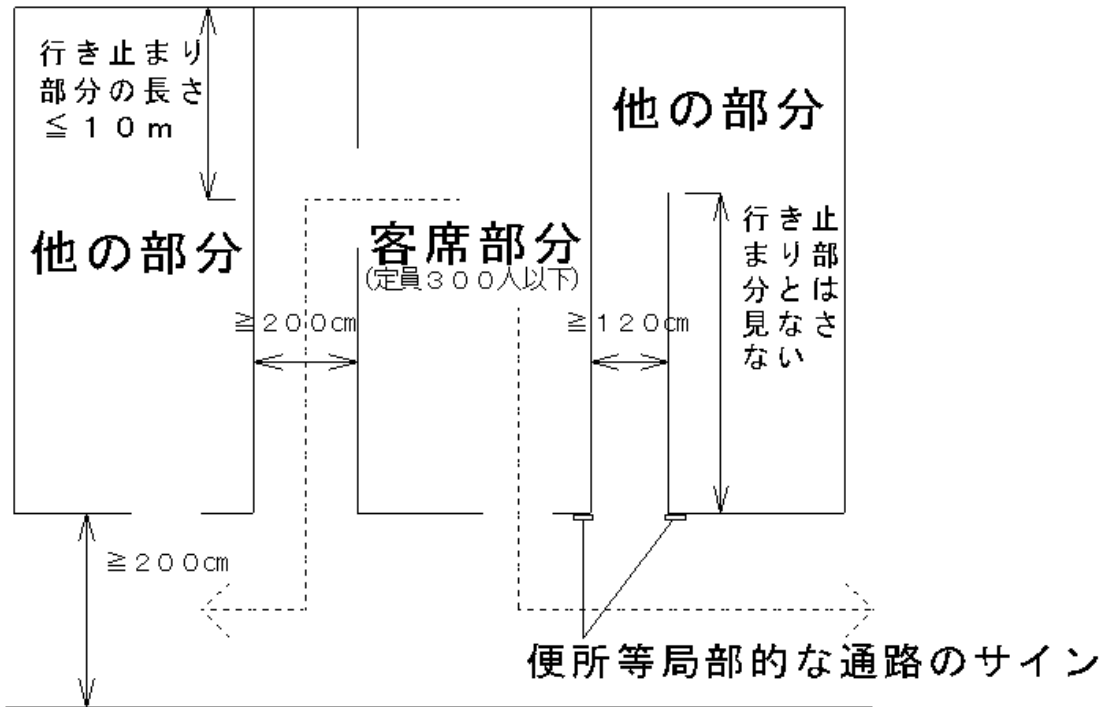 行き止まり
部分の長さ
≦１０ｍ
他の部分
他の部分
行き止
まり部
分とは
見なさ
ない
客席部分
(定員３００人以下)
≧２００㎝
≧１２０㎝
≧２００㎝
便所等局部的な通路のサイン